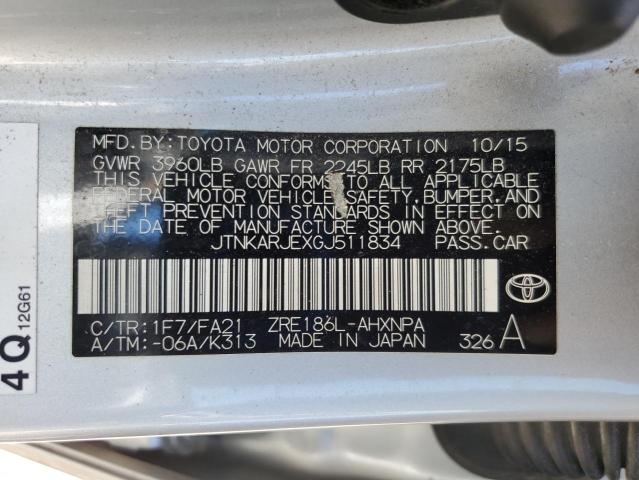 MFD. BY: TOYOTA MOTOR CORPORATION 10/15
GVWR 3960LB GAWR FR 2245LB RR 2175LB
THIS VEHICLE CONFORMS TO ALL APPLICABLE
FEDERAL MOTOR VEHICLE SAFETY, BUMPER, AND
THEFT PREVENTION STANDARDS IN EFFECT ON
THE DATE OF MANUFACTURE SHOWN ABOVE.
JTNKARJEXGJ511834 PASS.CAR
C/TR: 1F7/FA21 ZRE186L-AHXNPA
A/TM: -06A/K313 MADE IN JAPAN 326 A
4Q 12G61